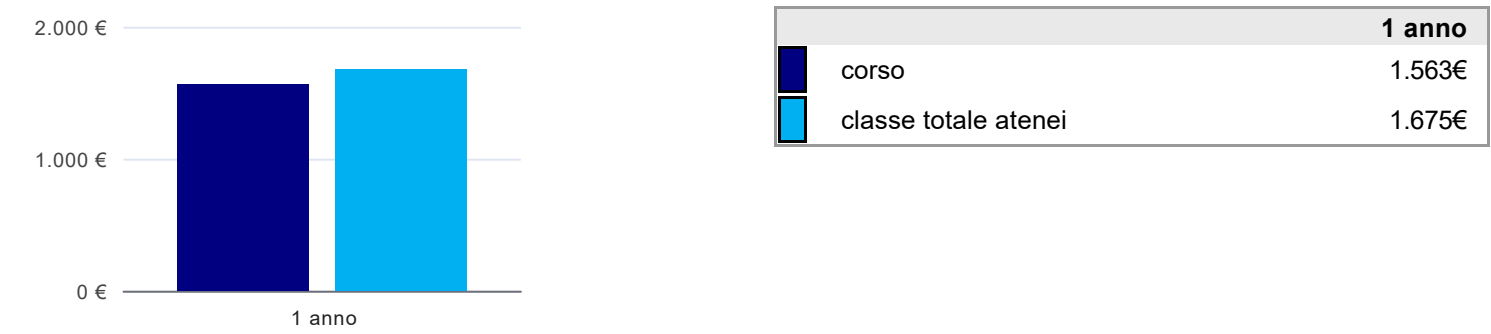 2.000 €
1.000 €
0 €
1 anno
1 anno
corso 1.563€
classe totale atenei 1.675€